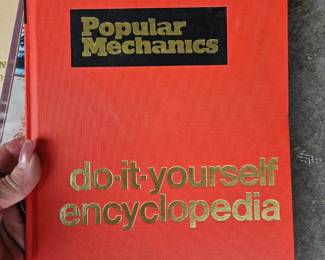 Popular
Mechanics
do-it-yourself
encyclopedia